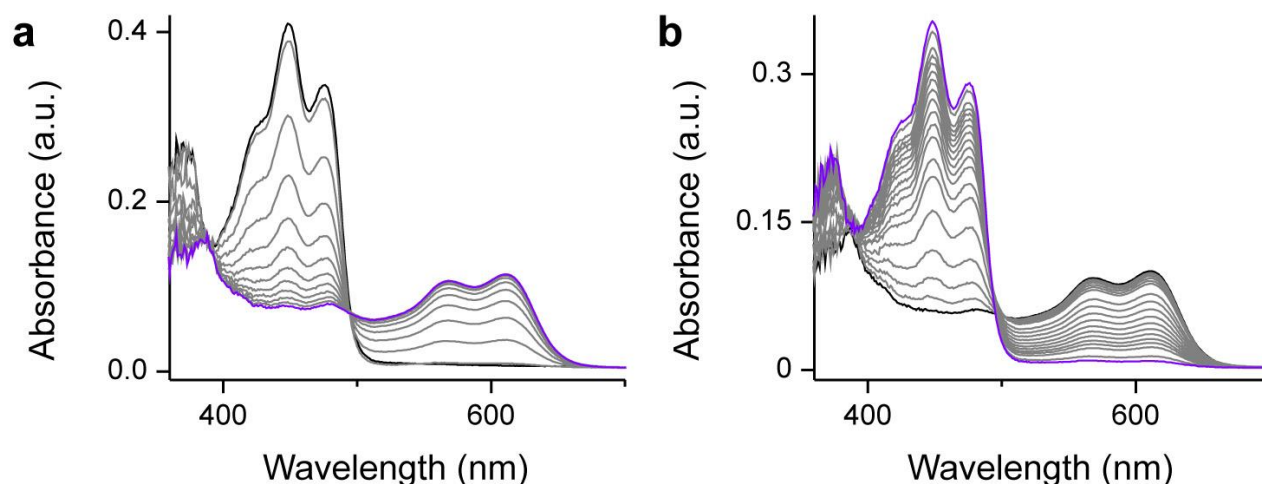 a
0.4
0.2
0.0
Absorbance (a.u.)
400
600
Wavelength (nm)
b
0.3
0.15
0
Absorbance (a.u.)
400
600
Wavelength (nm)